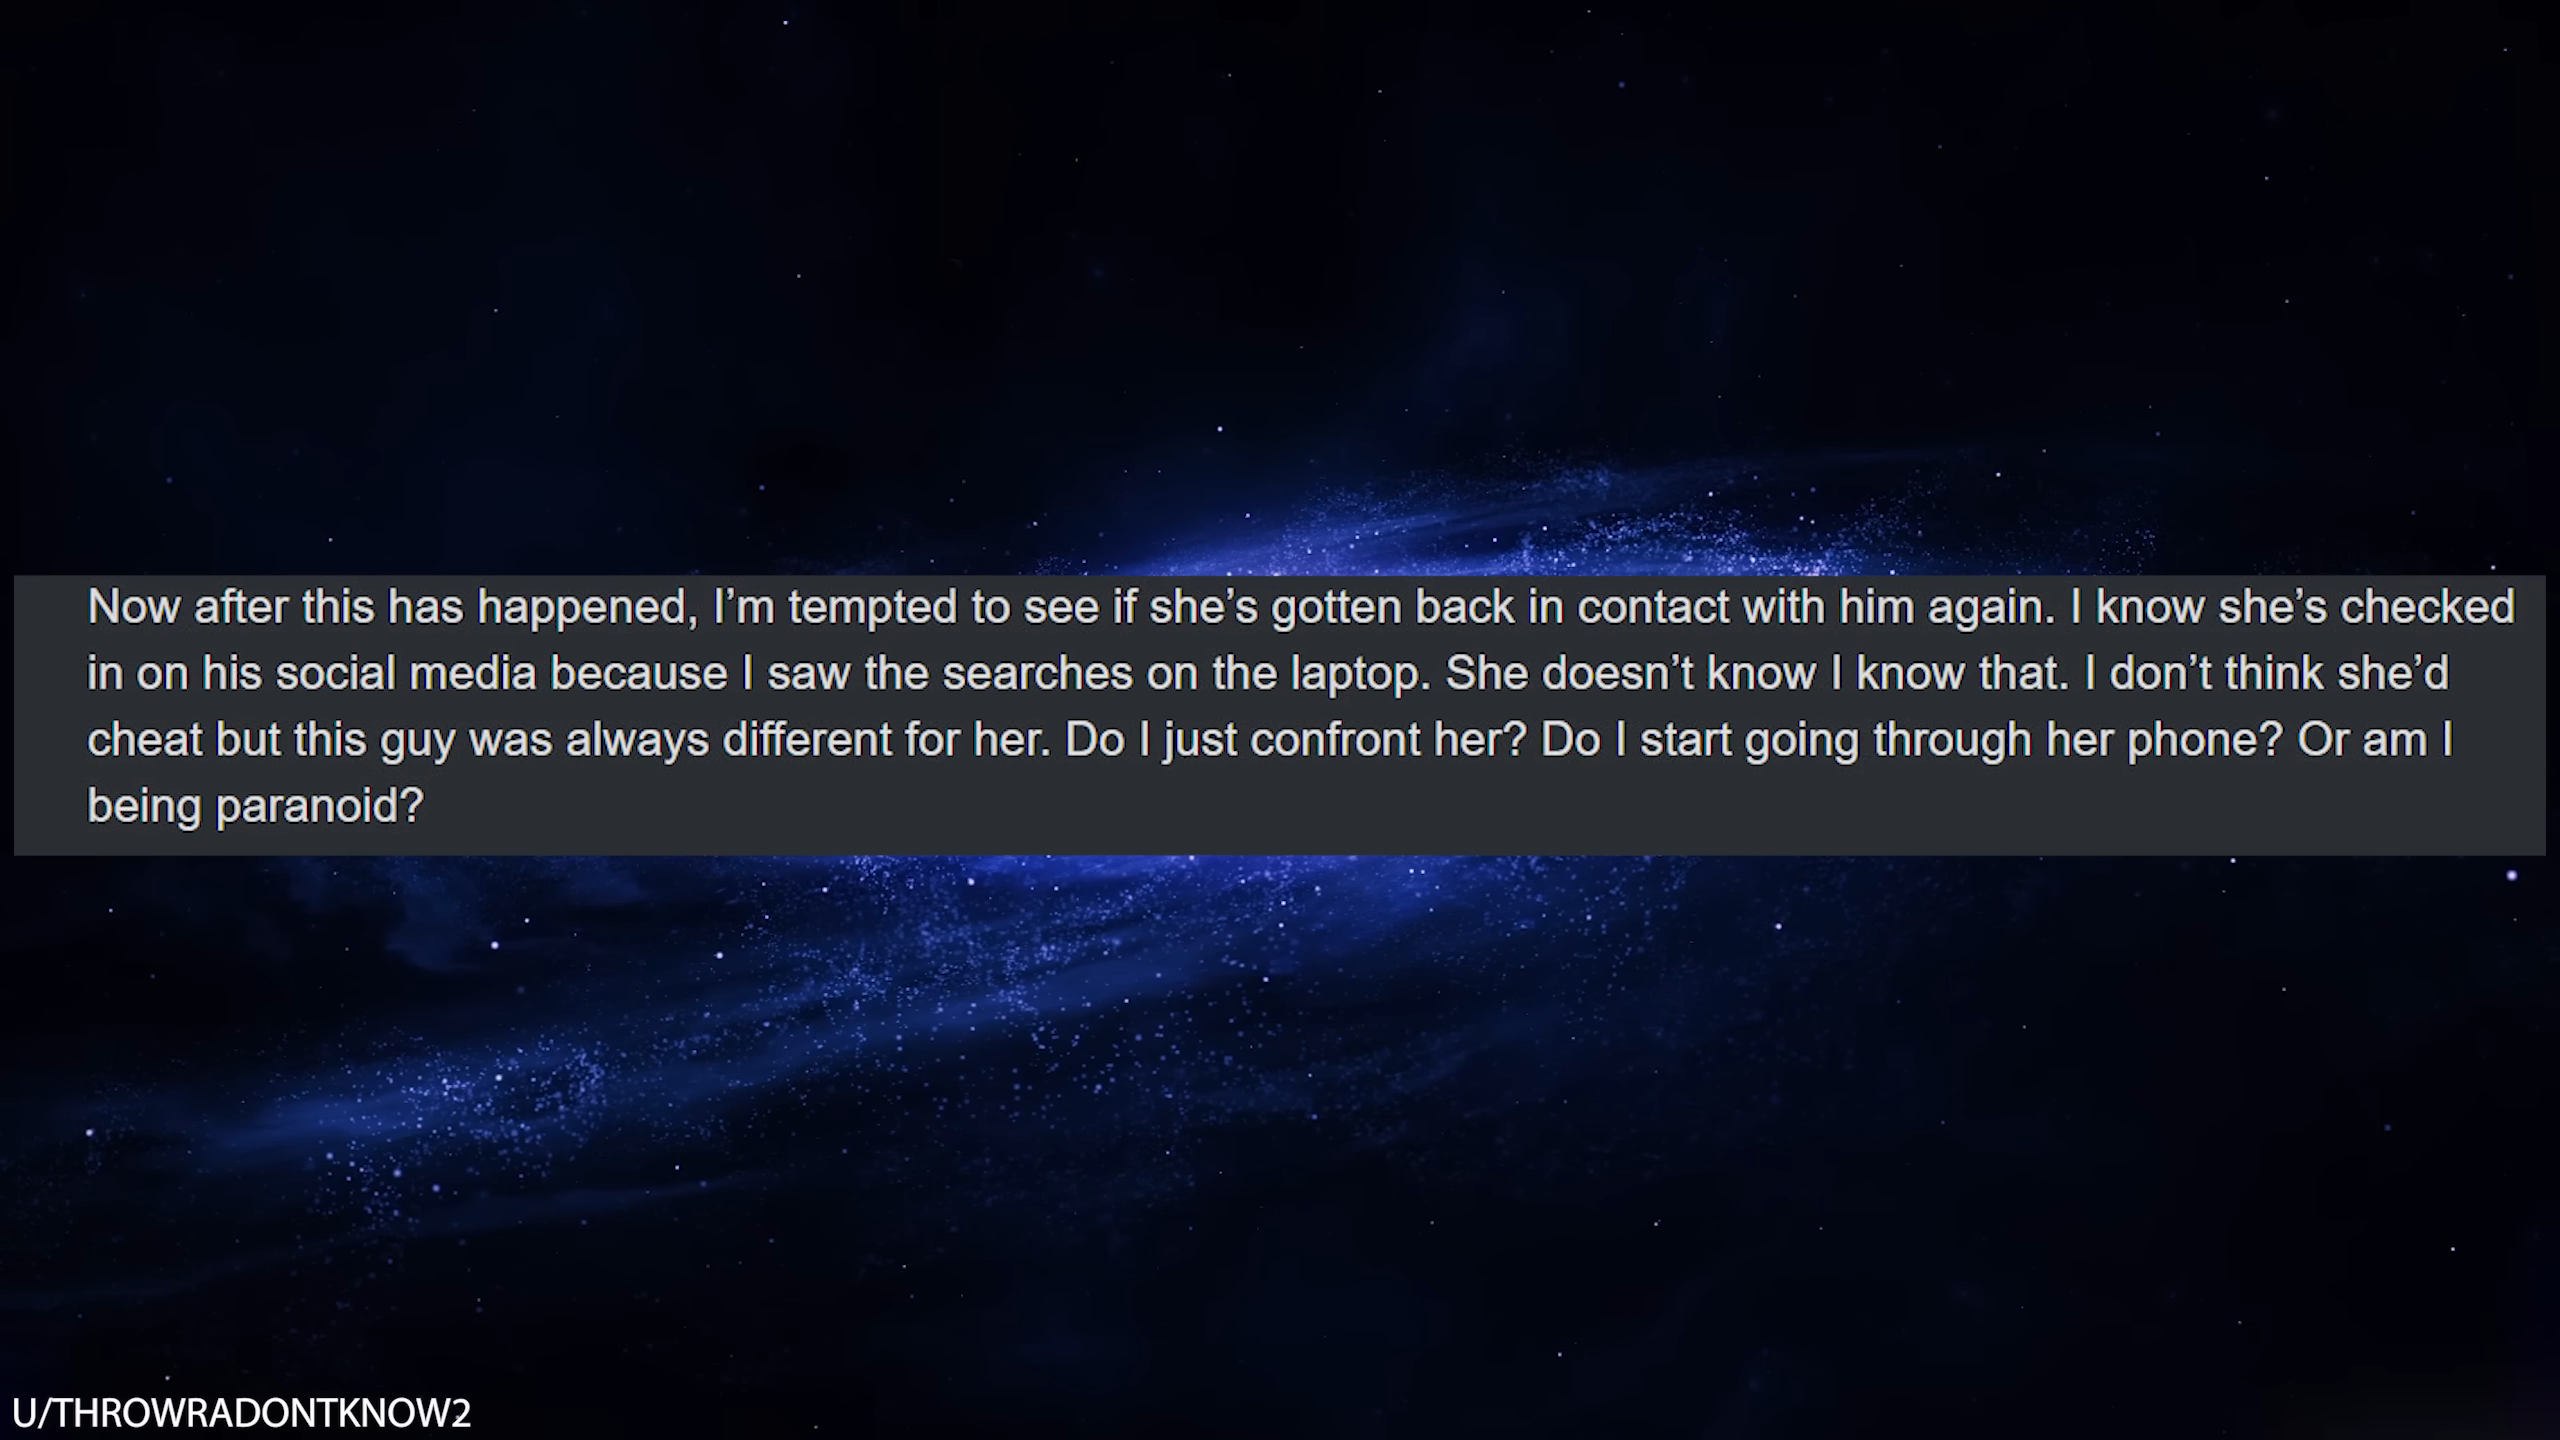 Now after this has happened, I’m tempted to see if she’s gotten back in contact with him again. I know she’s checked
in on his social media because I saw the searches on the laptop. She doesn’t know I know that. I don’t think she’d
cheat but this guy was always different for her. Do I just confront her? Do I start going through her phone? Or am I
being paranoid?
U/THROWRADONTKNOW2